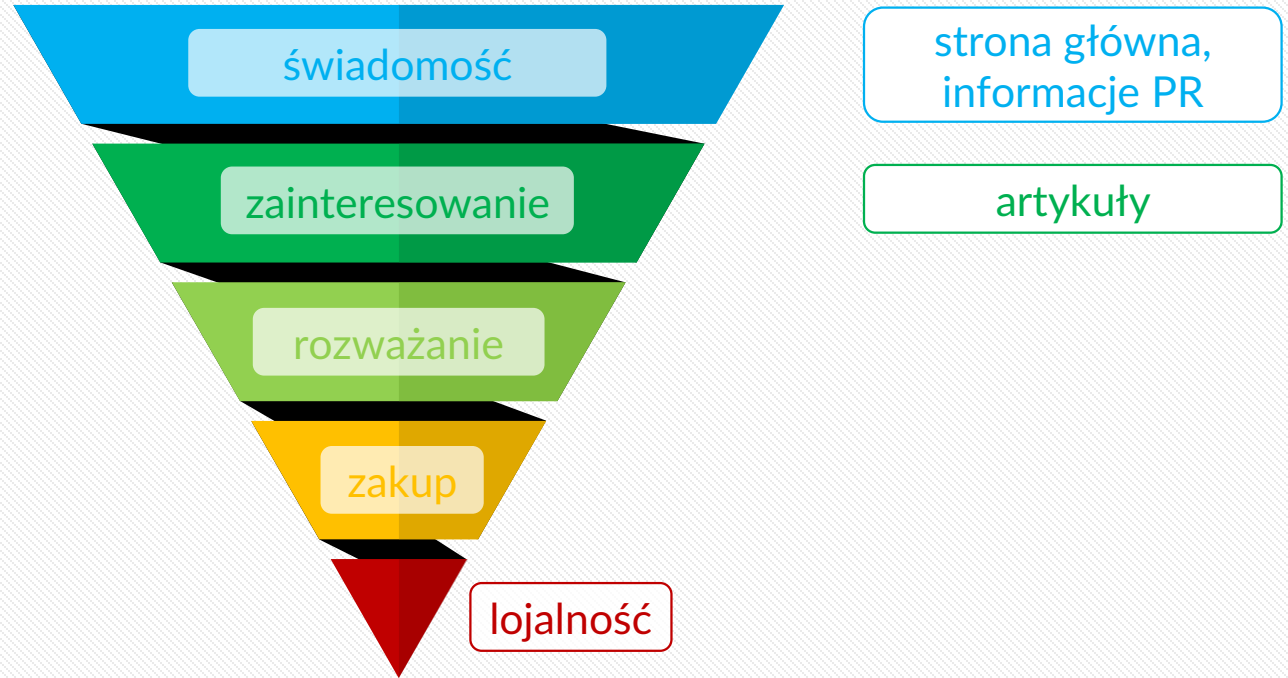 świadomość
strona główna,
informacje PR
zainteresowanie
artykuły
rozważanie
zakup
lojalność